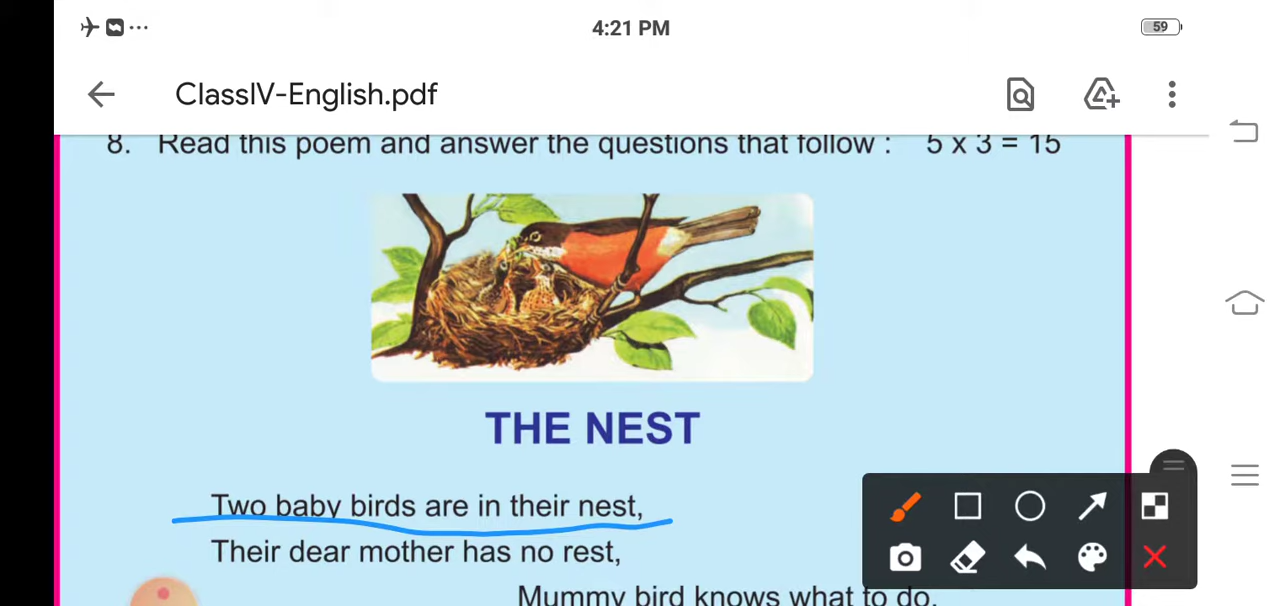 4:21 PM
59
ClassIV-English.pdf
8. Read this poem and answer the questions that follow : 5 x 3 = 15
THE NEST
Two baby birds are in their nest,
Their dear mother has no rest,
Mummy bird knows what to do,